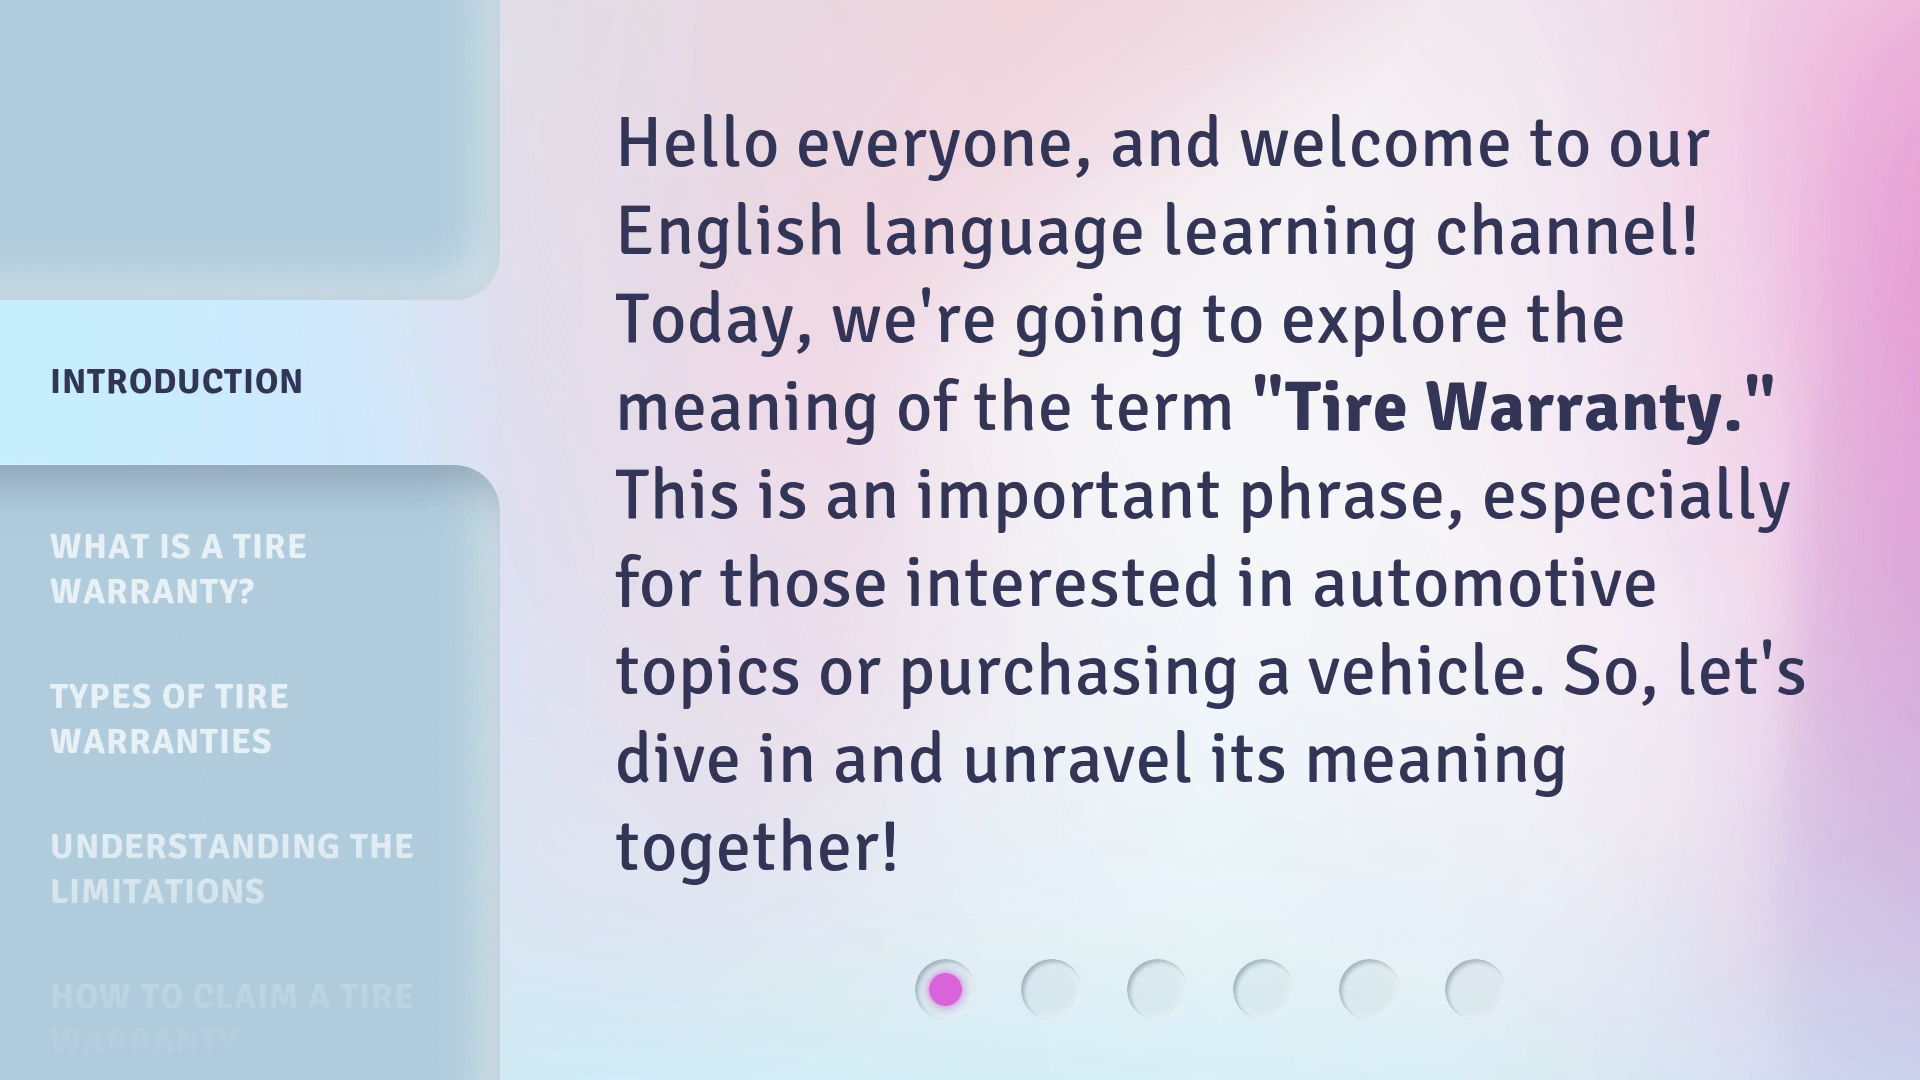 INTRODUCTION
WHAT IS A TIRE
WARRANTY?
TYPES OF TIRE
WARRANTIES
UNDERSTANDING THE
LIMITATIONS
HOW TO CLAIM A TIRE
WARRANTY
Hello everyone, and welcome to our
English language learning channel!
Today, we're going to explore the
meaning of the term "Tire Warranty."
This is an important phrase, especially
for those interested in automotive
topics or purchasing a vehicle. So, let's
dive in and unravel its meaning
together!